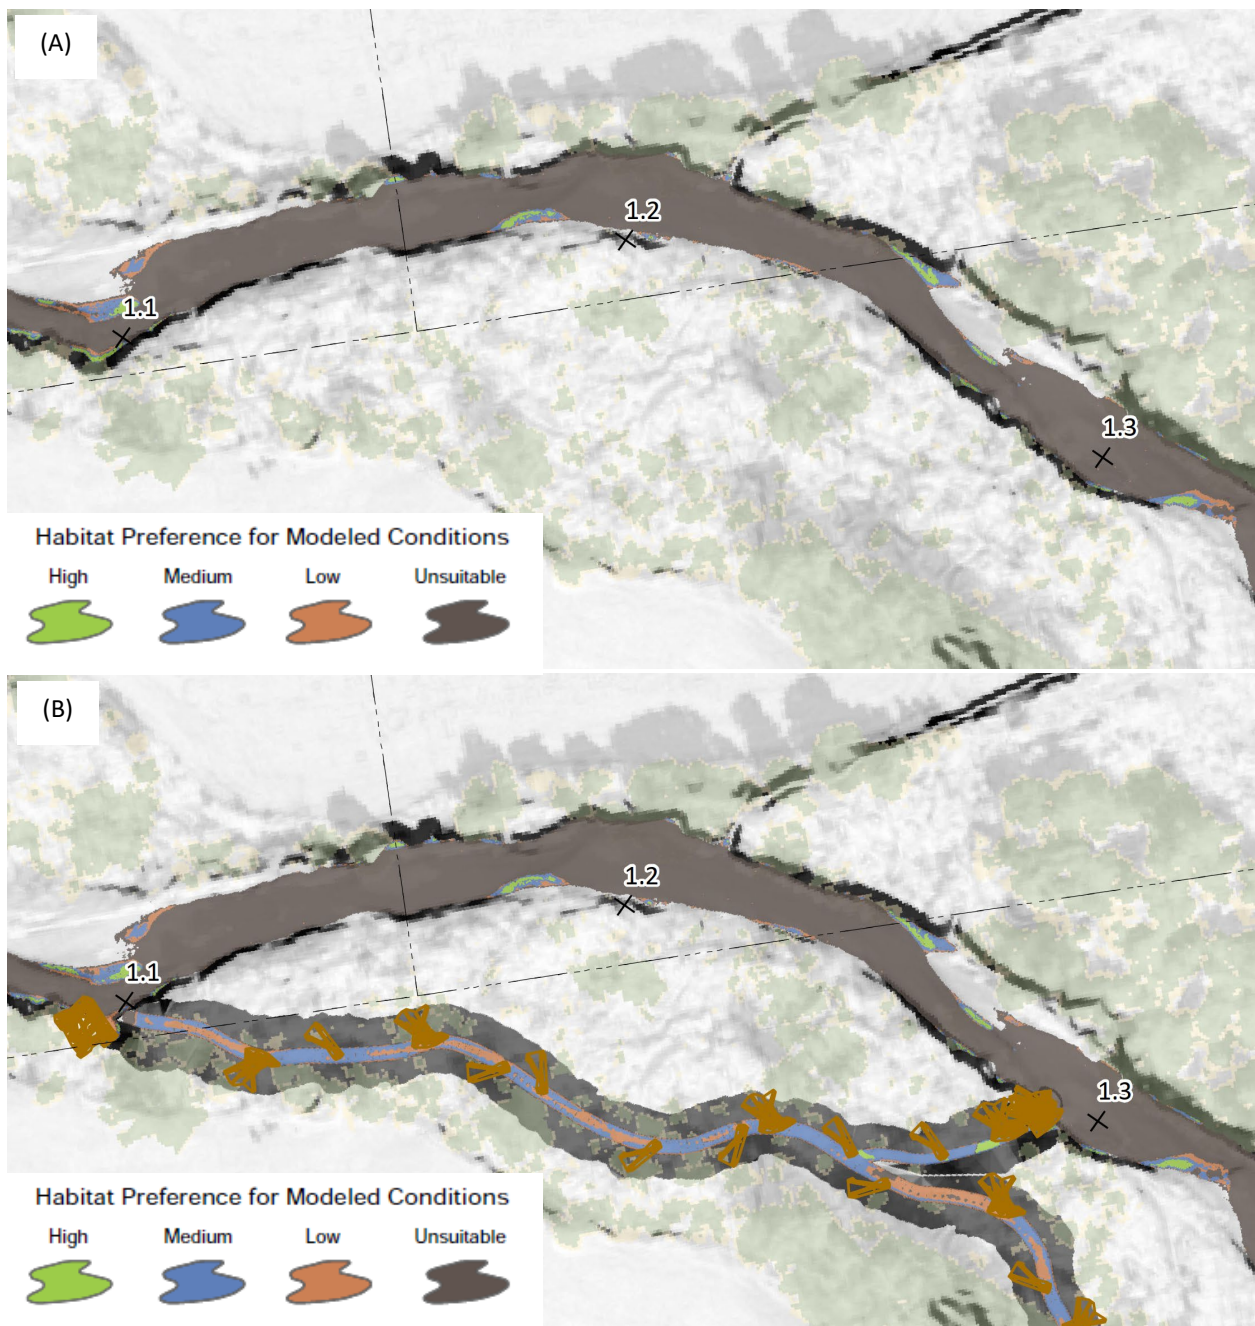 (A)
1.2
1.1
1.3
Habitat Preference for Modeled Conditions
High Medium Low Unsuitable
(B)
1.2
1.1
1.3
Habitat Preference for Modeled Conditions
High Medium Low Unsuitable